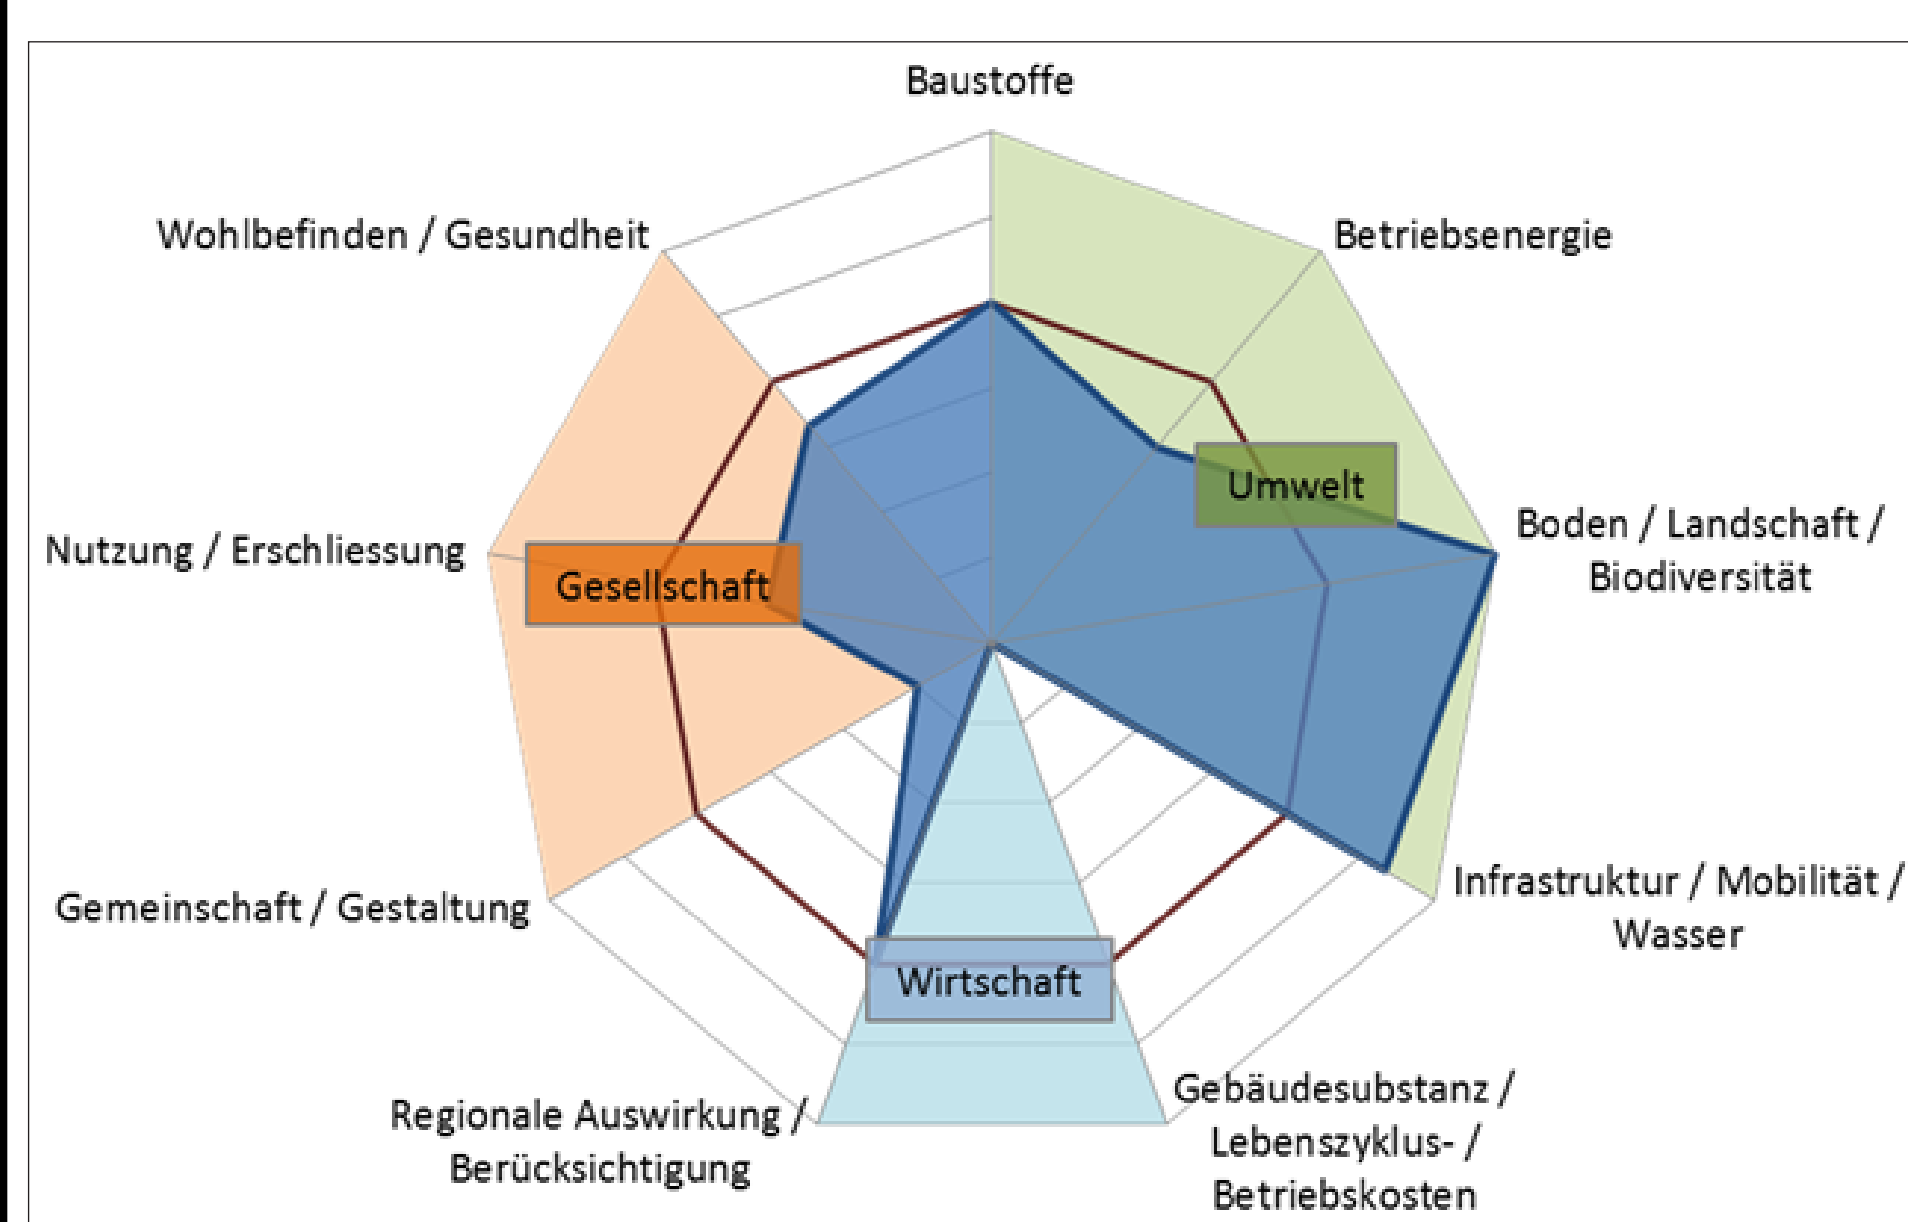 Baustoffe
Wohlbefinden / Gesundheit
Betriebsenergie
Umwelt
Boden / Landschaft /
Biodiversität
Nutzung / Erschliessung
Gesellschaft
Infrastruktur / Mobilität /
Wasser
Gemeinschaft / Gestaltung
Wirtschaft
Gebäudesubstanz /
Lebenszyklus- /
Betriebskosten
Regionale Auswirkung /
Berücksichtigung